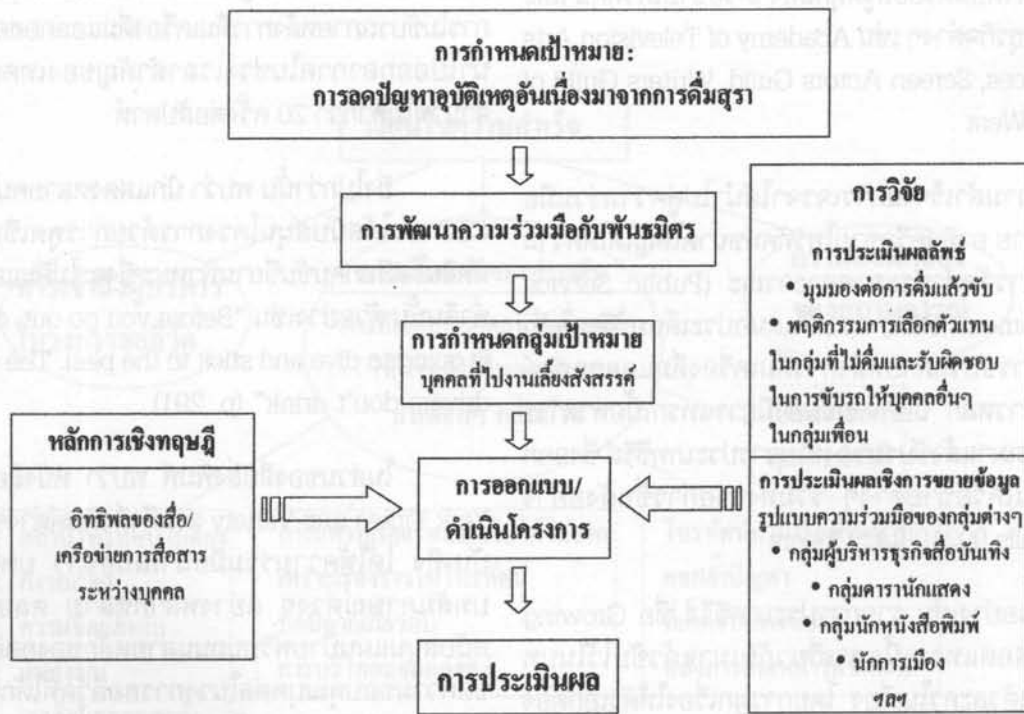 การกำหนดเป้าหมาย:
การลดปัญหาอุบัติเหตุอันเนื่องมาจากการดื่มสุรา
การพัฒนาความร่วมมือกับพันธมิตร
การกำหนดกลุ่มเป้าหมาย
บุคคลที่ไปงานเลี้ยงสังสรรค์
หลักการเชิงทฤษฎี
อิทธิพลของสื่อ/
เครือข่ายการสื่อสาร
ระหว่างบุคคล
การออกแบบ/
ดำเนินโครงการ
การประเมินผล
การวิจัย
การประเมินผลลัพธ์
• มุมมองต่อการดื่มแล้วขับ
• พฤติกรรมการเลือกตัวแทน
ในกลุ่มที่ไม่ดื่มและรับผิดชอบ
ในการขับรถให้บุคคลอื่นๆ
ในกลุ่มเพื่อน
การประเมินผลเชิงการขยายข้อมูล
รูปแบบความร่วมมือของกลุ่มต่างๆ
• กลุ่มผู้บริหารธุรกิจสื่อบันเทิง
• กลุ่มดารานักแสดง
• กลุ่มนักหนังสือพิมพ์
• นักการเมือง
ฯลฯ